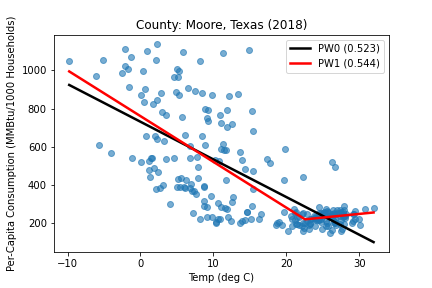 County: Moore, Texas (2018)
Per-Capita Consumption (MMBtu/1000 Households)
1000
800
600
400
200
PW0 (0.523)
PW1 (0.544)
−10 0 10 20 30
Temp (deg C)